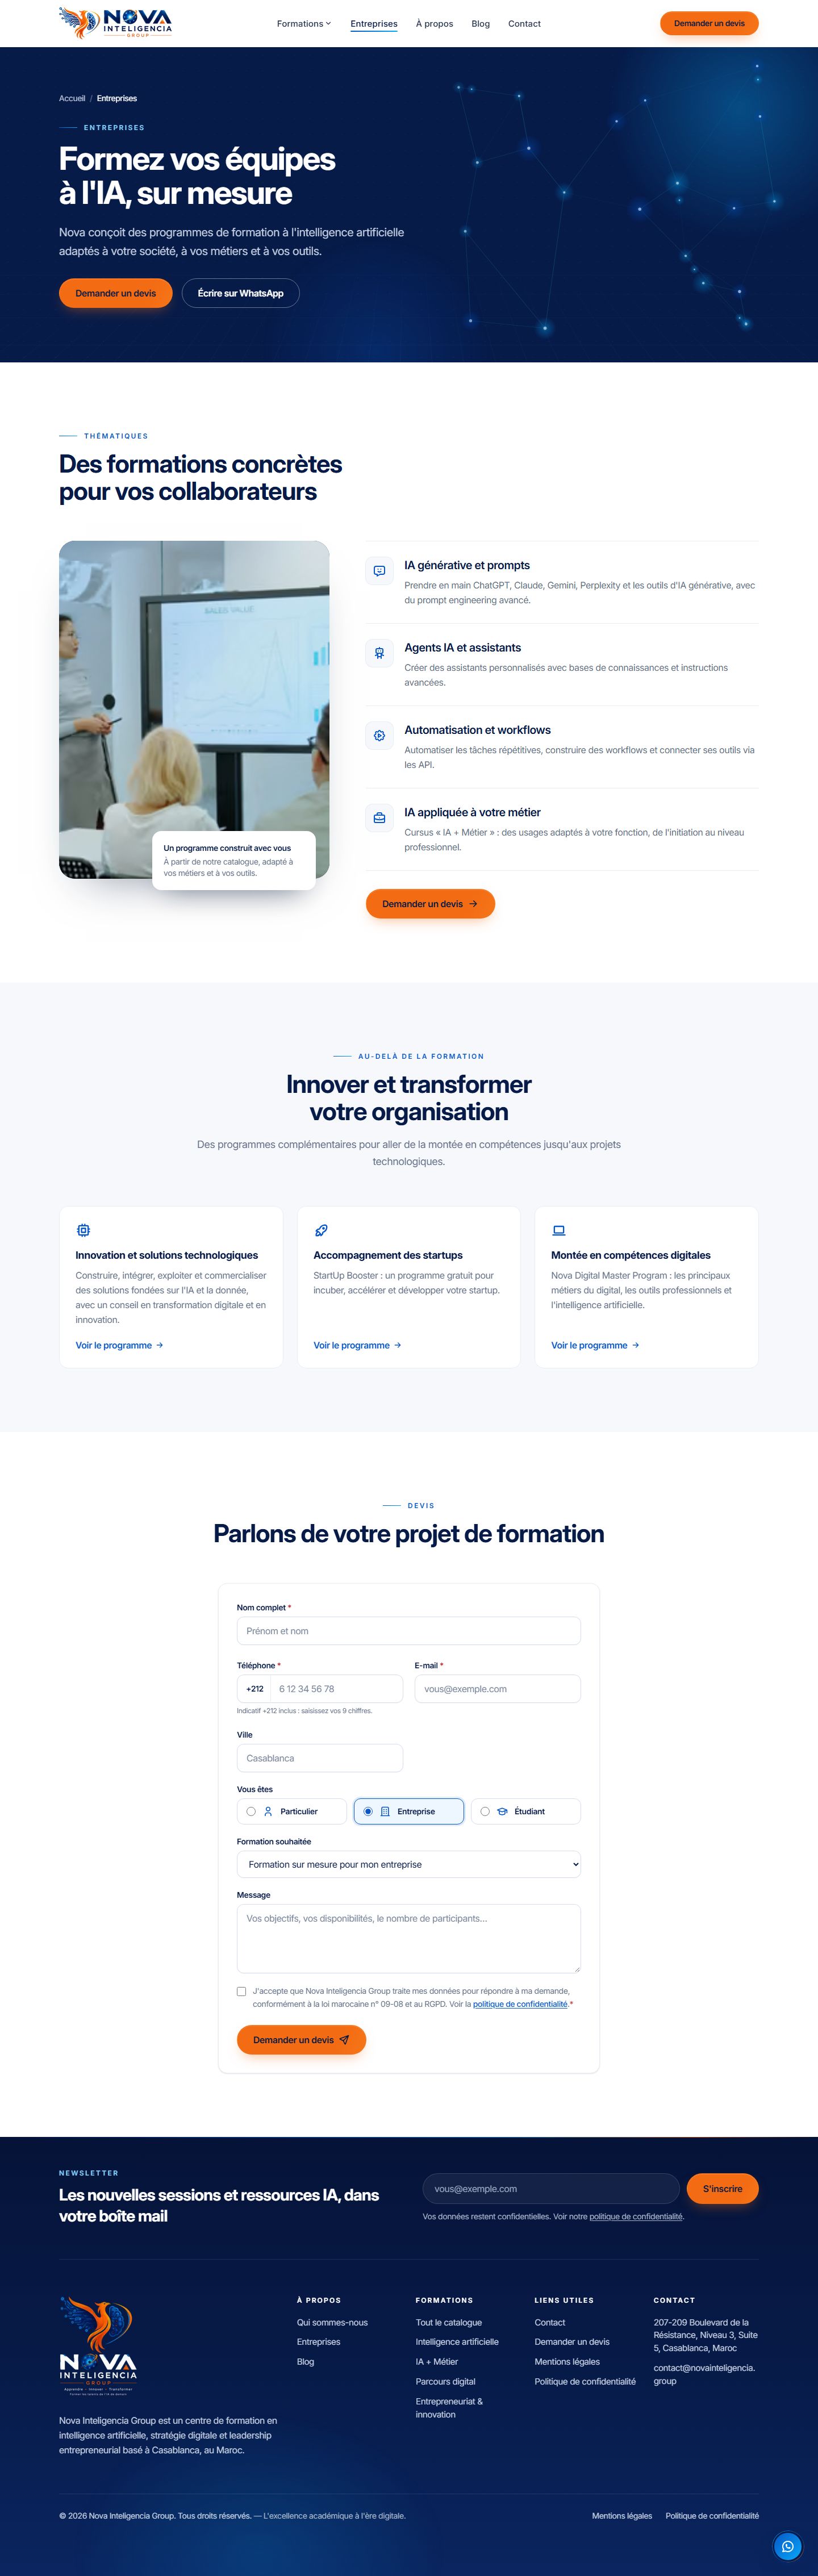 NOVA
INTELIGENCIA
GROUP
Formations
Entreprises
À propos
Blog
Contact
Demander un devis
Accueil / Entreprises
ENTREPRISES
Formez vos équipes
à l'IA, sur mesure
Nova conçoit des programmes de formation à l'intelligence artificielle
adaptés à votre société, à vos métiers et à vos outils.
Demander un devis
Écrire sur WhatsApp
THÉMATIQUES
Des formations concrètes
pour vos collaborateurs
SALES VALUE
Un programme construit avec vous
À partir de notre catalogue, adapté à
vos métiers et à vos outils.
IA générative et prompts
Prendre en main ChatGPT, Claude, Gemini, Perplexity et les outils d'IA générative, avec
du prompt engineering avancé.
Agents IA et assistants
Créer des assistants personnalisés avec bases de connaissances et instructions
avancées.
Automatisation et workflows
Automatiser les tâches répétitives, construire des workflows et connecter ses outils via
les API.
IA appliquée à votre métier
Cursus « IA + Métier » : des usages adaptés à votre fonction, de l'initiation au niveau
professionnel.
Demander un devis
AU-DELÀ DE LA FORMATION
Innover et transformer
votre organisation
Des programmes complémentaires pour aller de la montée en compétences jusqu'aux projets
technologiques.
Innovation et solutions technologiques
Construire, intégrer, exploiter et commercialiser
des solutions fondées sur l'IA et la donnée,
avec un conseil en transformation digitale et en
innovation.
Voir le programme
Accompagnement des startups
StartUp Booster : un programme gratuit pour
incuber, accélérer et développer votre startup.
Voir le programme
Montée en compétences digitales
Nova Digital Master Program : les principaux
métiers du digital, les outils professionnels et
l'intelligence artificielle.
Voir le programme
DEVIS
Parlons de votre projet de formation
Nom complet *
Prénom et nom
Téléphone *
+212 6 12 34 56 78
Indicatif +212 inclus : saisissez vos 9 chiffres.
E-mail *
vous@exemple.com
Ville
Casablanca
Vous êtes
Particulier
Entreprise
Étudiant
Formation souhaitée
Formation sur mesure pour mon entreprise
Message
Vos objectifs, vos disponibilités, le nombre de participants…
J'accepte que Nova Inteligencia Group traite mes données pour répondre à ma demande,
conformément à la loi marocaine n° 09-08 et au RGPD. Voir la politique de confidentialité.*
Demander un devis
NEWSLETTER
Les nouvelles sessions et ressources IA, dans
votre boîte mail
vous@exemple.com
S'inscrire
Vos données restent confidentielles. Voir notre politique de confidentialité.
NOVA
INTELIGENCIA
GROUP
Apprendre - Innover - Transformer
Nova Inteligencia Group est un centre de formation en
intelligence artificielle, stratégie digitale et leadership
entrepreneurial basé à Casablanca, au Maroc.
À PROPOS
Qui sommes-nous
Entreprises
Blog
FORMATIONS
Tout le catalogue
Intelligence artificielle
IA + Métier
Parcours digital
Entrepreneuriat &
innovation
LIENS UTILES
Contact
Demander un devis
Mentions légales
Politique de confidentialité
CONTACT
207-209 Boulevard de la
Résistance, Niveau 3, Suite
5, Casablanca, Maroc
contact@novainteligencia.
group
© 2026 Nova Inteligencia Group. Tous droits réservés. — L'excellence académique à l'ère digitale.
Mentions légales
Politique de confidentialité